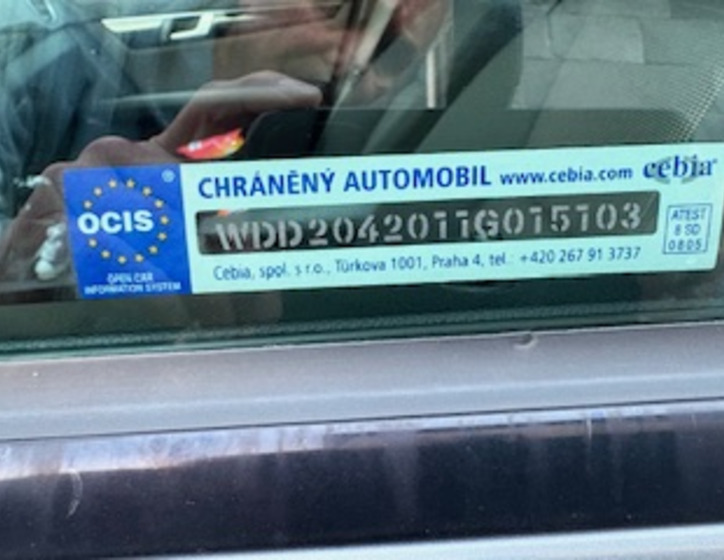 OCIS
®
OPEN CAR
INFORMATION SYSTEM
CHRÁNĚNÝ AUTOMOBIL www.cebia.com cebia
WDD2042011G015103
ATEST
8 SD
0805
Cebia, spol. s r.o., Türkova 1001, Praha 4, tel.: +420 267 91 3737